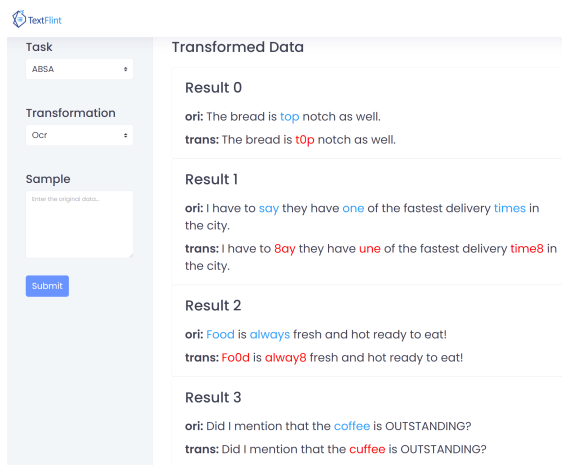 TextFlint
Task
ABSA
Transformation
Ocr
Sample
Enter the original data...
Submit
Transformed Data
Result 0
ori: The bread is top notch as well.
trans: The bread is t0p notch as well.
Result 1
ori: I have to say they have one of the fastest delivery times in
the city.
trans: I have to 8ay they have une of the fastest delivery time8 in
the city.
Result 2
ori: Food is always fresh and hot ready to eat!
trans: Fo0d is alway8 fresh and hot ready to eat!
Result 3
ori: Did I mention that the coffee is OUTSTANDING?
trans: Did I mention that the cuffee is OUTSTANDING?